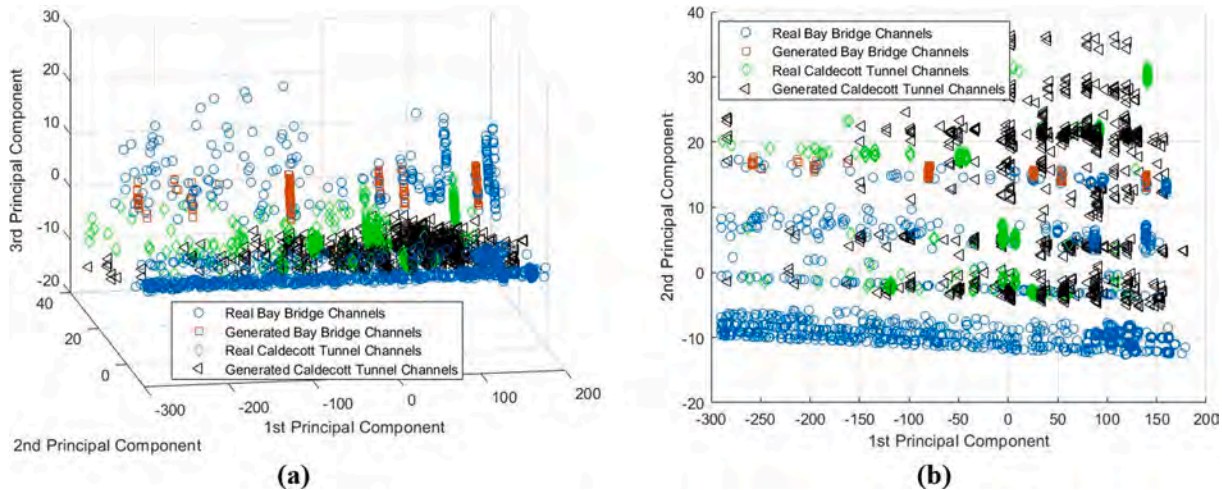 30
20
10
0
-10
-20
3rd Principal Component
40
20
0
2nd Principal Component
-300
-200
-100
0
100
200
1st Principal Component
Real Bay Bridge Channels
Generated Bay Bridge Channels
Real Caldecott Tunnel Channels
Generated Caldecott Tunnel Channels
(a)
40
30
20
10
0
-10
-20
2nd Principal Component
Real Bay Bridge Channels
Generated Bay Bridge Channels
Real Caldecott Tunnel Channels
Generated Caldecott Tunnel Channels
-300 -250 -200 -150 -100 -50 0 50 100 150 200
1st Principal Component
(b)